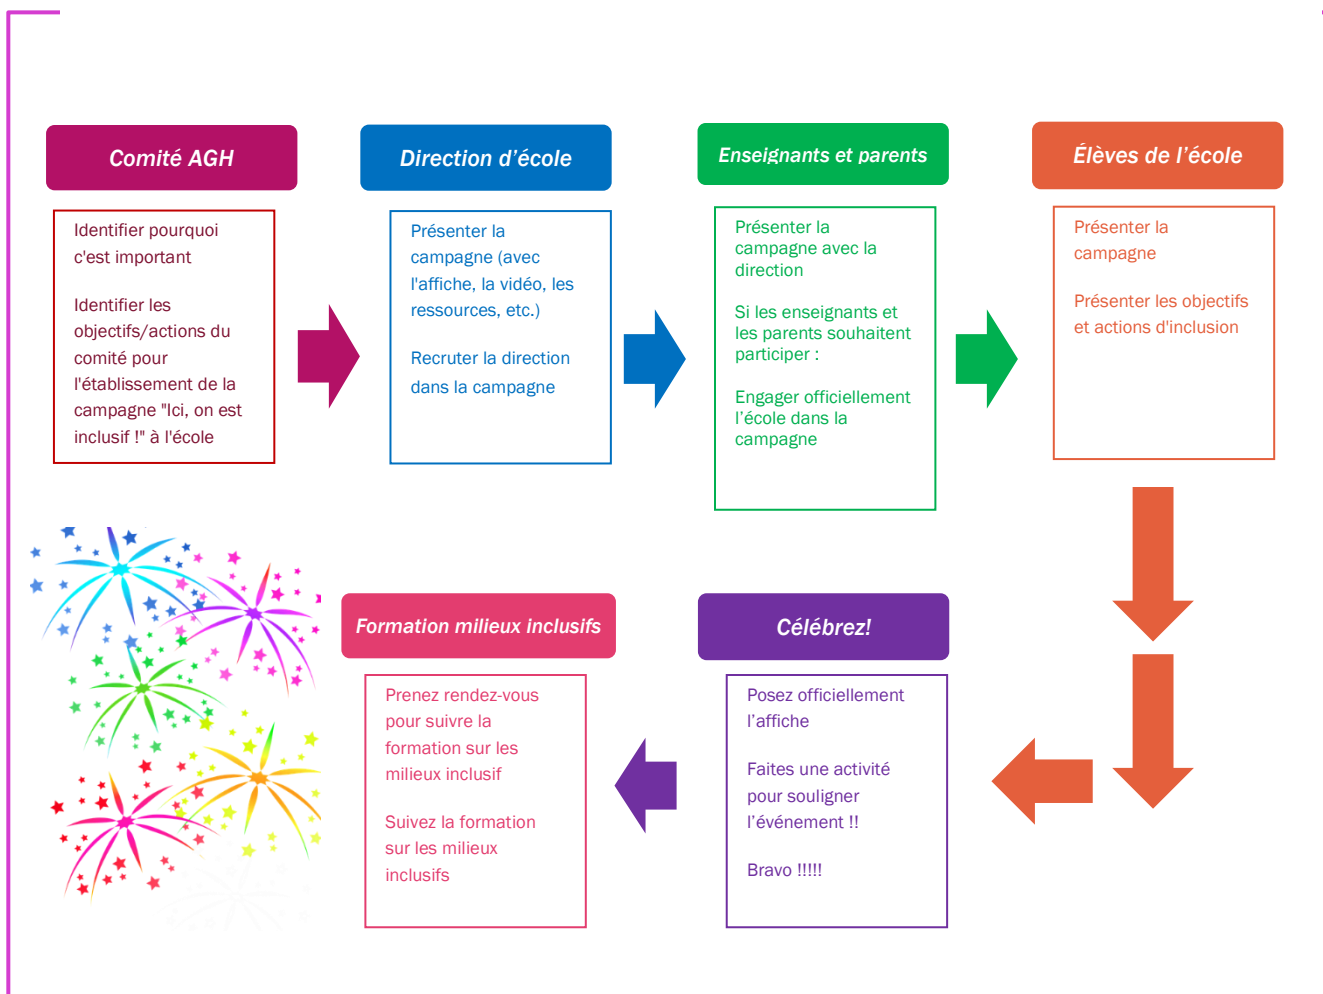 Comité AGH
Identifier pourquoi
c'est important
Identifier les
objectifs/actions du
comité pour
l'établissement de la
campagne "Ici, on est
inclusif !" à l'école
Direction d'école
Présenter la
campagne (avec
l'affiche, la vidéo, les
ressources, etc.)
Recruter la direction
dans la campagne
Enseignants et parents
Présenter la
campagne avec la
direction
Si les enseignants et
les parents souhaitent
participer :
Engager officiellement
l'école dans la
campagne
Élèves de l'école
Présenter la
campagne
Présenter les objectifs
et actions d'inclusion
Célébrez!
Posez officiellement
l'affiche
Faites une activité
pour souligner
l'événement !!
Bravo !!!!!
Formation milieux inclusifs
Prenez rendez-vous
pour suivre la
formation sur les
milieux inclusif
Suivez la formation
sur les milieux
inclusifs